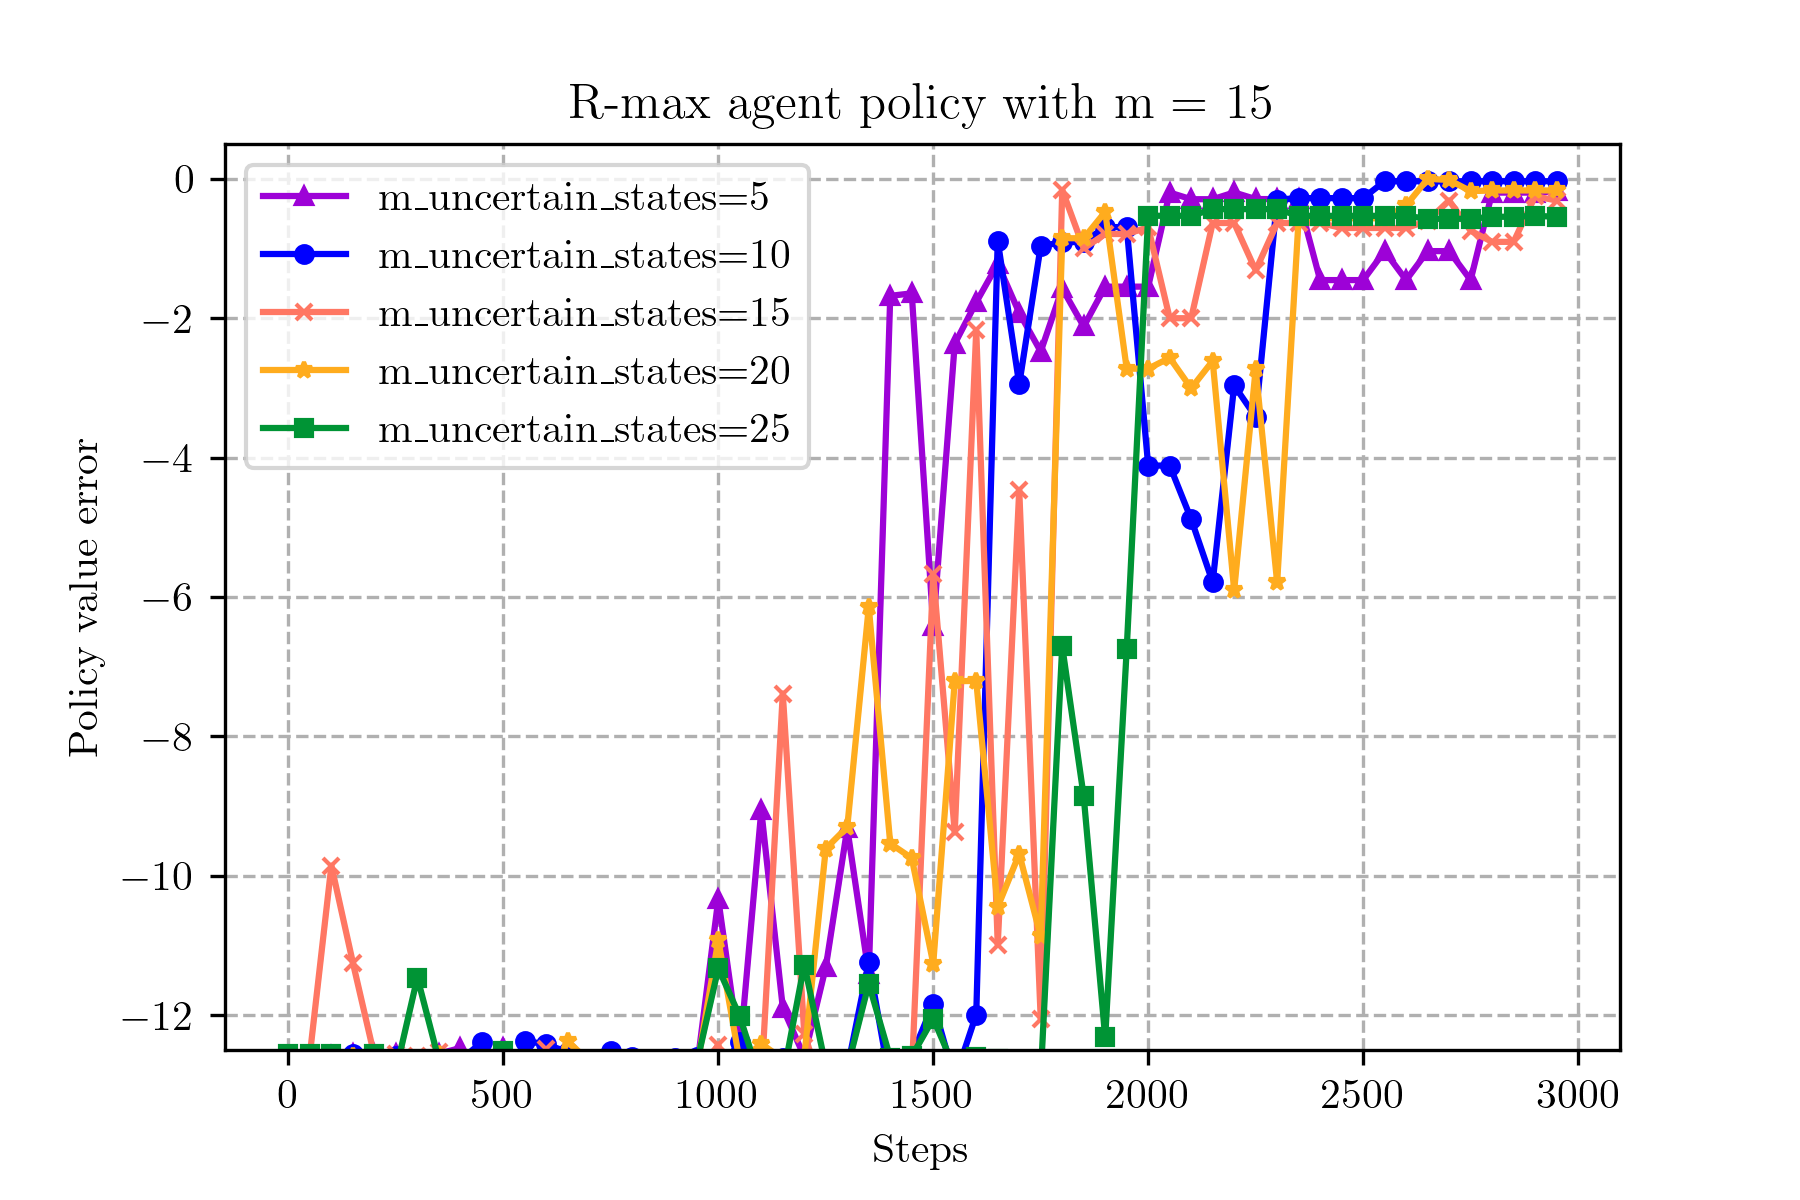 R-max agent policy with m = 15
m_uncertain_states=5
m_uncertain_states=10
m_uncertain_states=15
m_uncertain_states=20
m_uncertain_states=25
Policy value error
0
−2
−4
−6
−8
−10
−12
0 500 1000 1500 2000 2500 3000
Steps